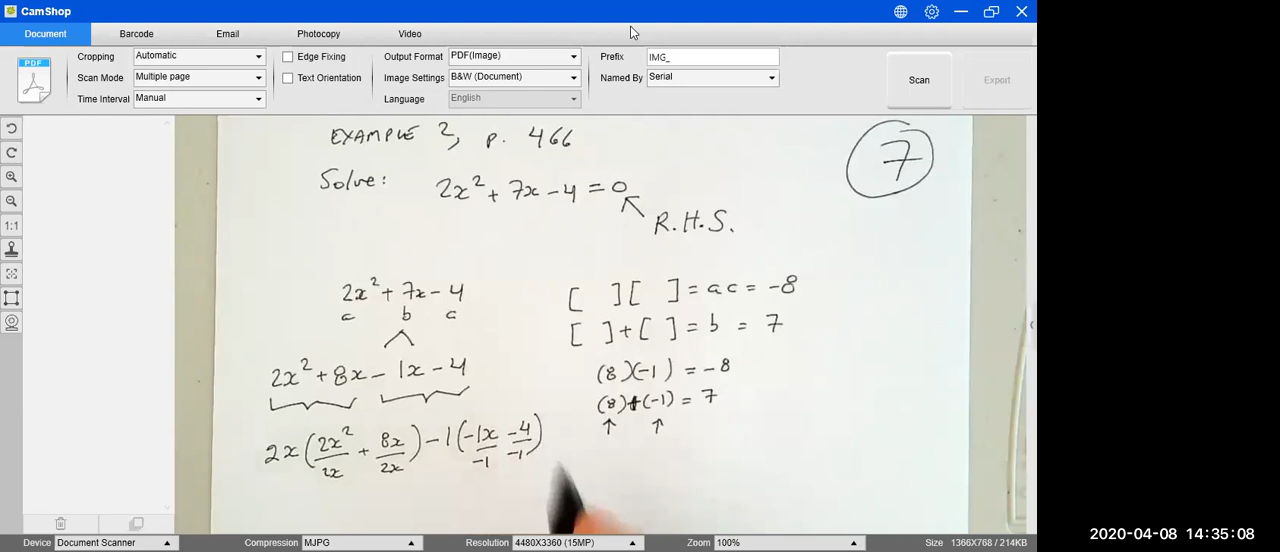 CamShop
Document Barcode Email Photocopy Video
Cropping Automatic Edge Fixing Output Format PDF(Image) Prefix IMG_
PDF Scan Mode Multiple page Text Orientation Image Settings B&W (Document) Named By Serial Scan Export
Time Interval Manual Language English
1:1
EXAMPLE 2, p. 466
7
Solve: 2x² + 7x - 4 = 0
R.H.S.
2x² + 7x - 4
a b c
[ ][ ] = ac = -8
[ ] + [ ] = b = 7
2x² + 8x - 1x - 4
(8)(-1) = -8
(8) + (-1) = 7
2x(2x²/2x + 8x/2x) - 1(-1x/-1 -4/-1)
Device Document Scanner Compression MJPG Resolution 4480X3360 (15MP) Zoom 100% Size 1366X768 / 214KB
2020-04-08 14:35:08